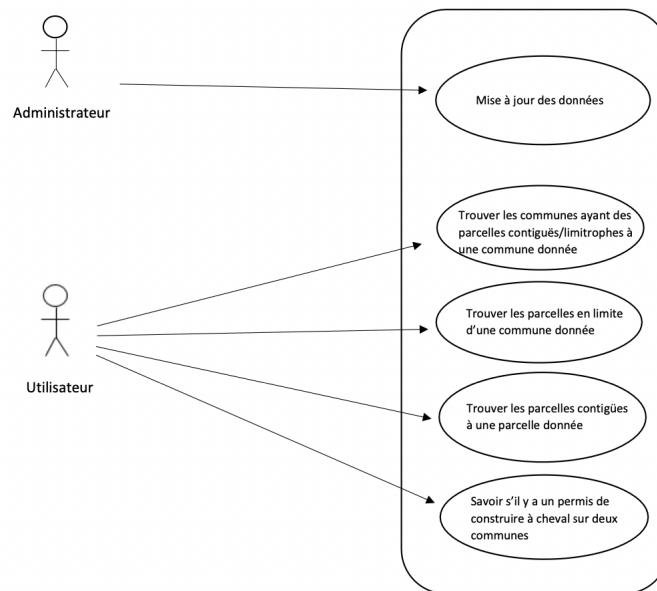 Administrateur
Mise à jour des données
Trouver les communes ayant des
parcelles contiguës/limitrophes à
une commune donnée
Trouver les parcelles en limite
d'une commune donnée
Utilisateur
Trouver les parcelles contigües
à une parcelle donnée
Savoir s'il y a un permis de
construire à cheval sur deux
communes